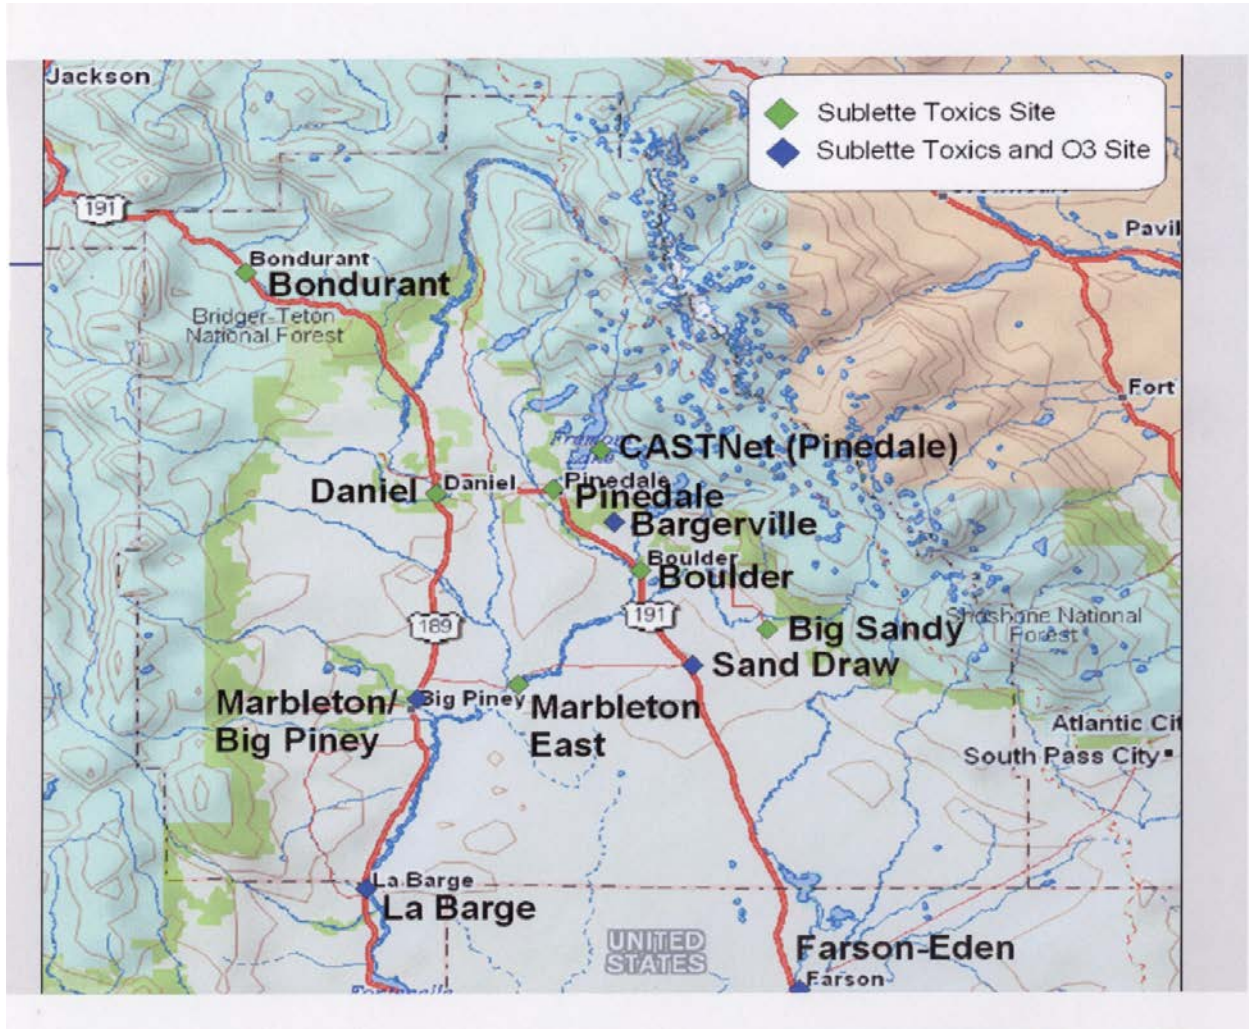 Jackson
Sublette Toxics Site
Sublette Toxics and O3 Site
191
Pavil
Bondurant
Bondurant
Bridger-Teton
National Forest
Fort
CASTNet (Pinedale)
Daniel
Daniel
Pinedale
Pinedale
Bargerville
Boulder
Boulder
191
189
Big Sandy
Shoshone National
Forest
Sand Draw
Marbleton/
Big Piney
Big Piney
Marbleton
East
Atlantic Cit
South Pass City
La Barge
La Barge
UNITED
STATES
Farson-Eden
Farson